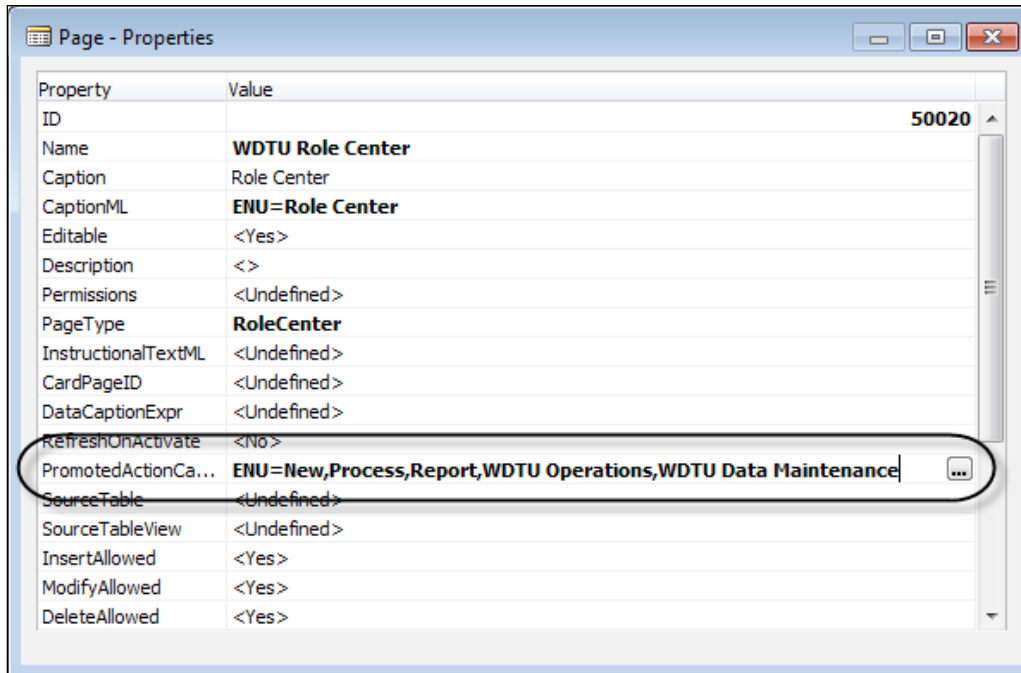 Page - Properties
Property Value
ID 50020
Name WDTU Role Center
Caption Role Center
CaptionML ENU=Role Center
Editable <Yes>
Description <>
Permissions <Undefined>
PageType RoleCenter
InstructionalTextML <Undefined>
CardPageID <Undefined>
DataCaptionExpr <Undefined>
RefreshOnActivate <No>
PromotedActionCa... ENU=New,Process,Report,WDTU Operations,WDTU Data Maintenance ...
SourceTable <Undefined>
SourceTableView <Undefined>
InsertAllowed <Yes>
ModifyAllowed <Yes>
DeleteAllowed <Yes>